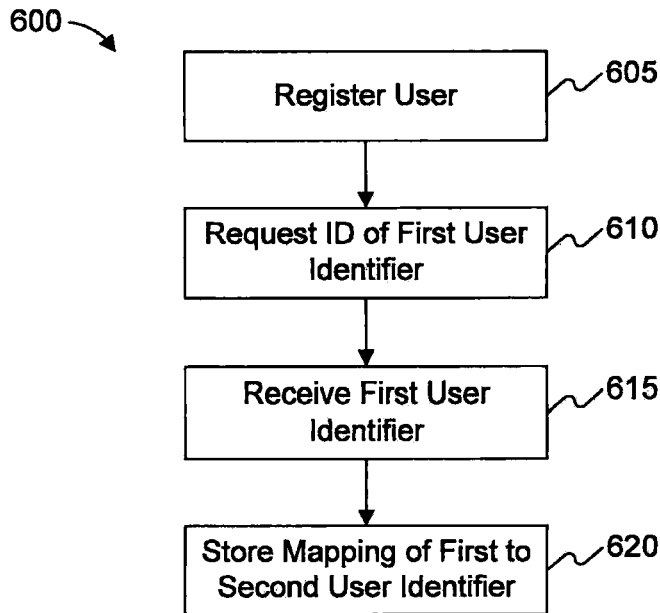 600
Register User
605
Request ID of First User
Identifier
610
Receive First User
Identifier
615
Store Mapping of First to
Second User Identifier
620